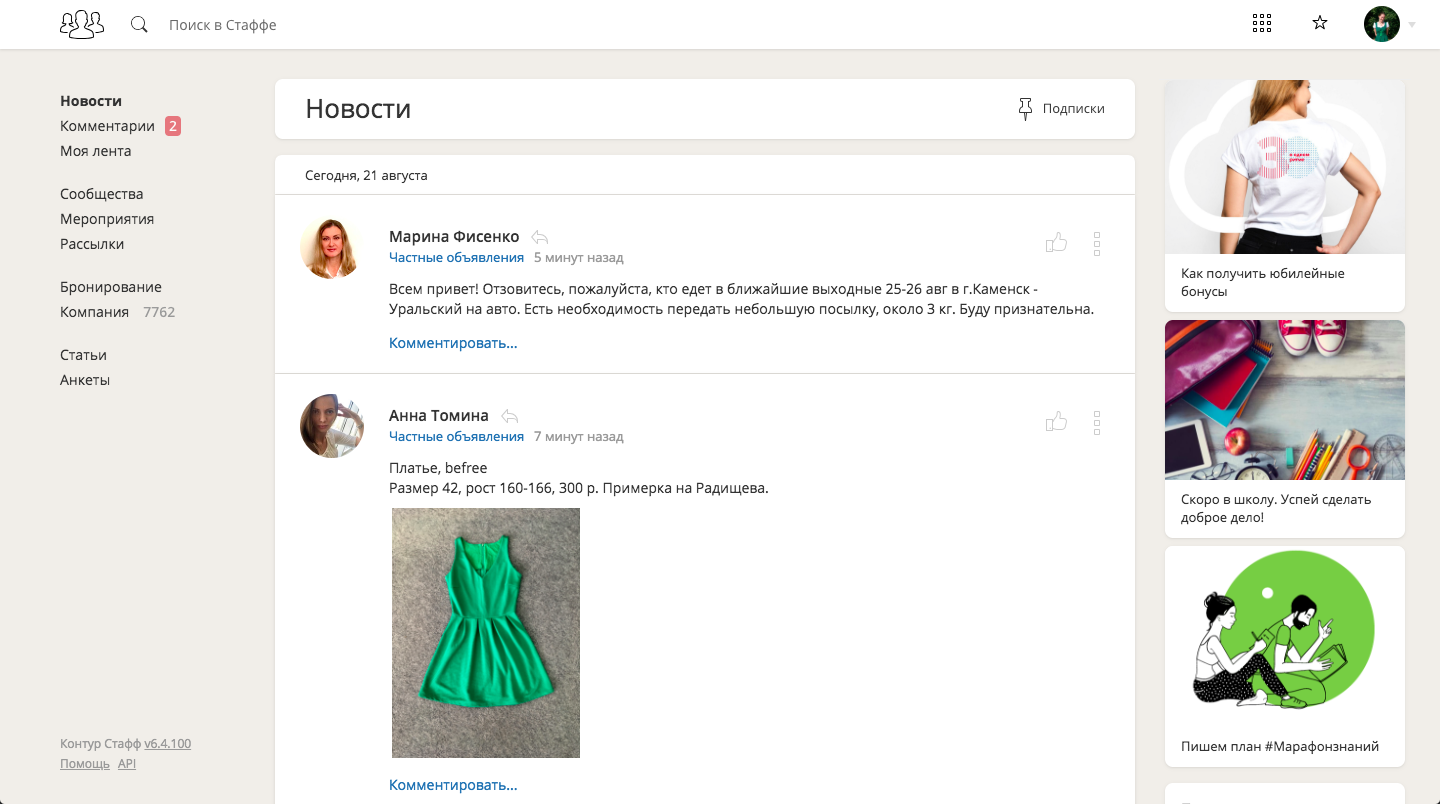 Поиск в Стаффе
Новости
Комментарии 2
Моя лента
Сообщества
Мероприятия
Рассылки
Бронирование
Компания 7762
Статьи
Анкеты
Контур Стафф v6.4.100
Помощь API
Новости
Подписки
Сегодня, 21 августа
Марина Фисенко
Частные объявления 5 минут назад
Всем привет! Отзовитесь, пожалуйста, кто едет в ближайшие выходные 25-26 авг в г.Каменск -
Уральский на авто. Есть необходимость передать небольшую посылку, около 3 кг. Буду признательна.
Комментировать...
Анна Томина
Частные объявления 7 минут назад
Платье, befree
Размер 42, рост 160-166, 300 р. Примерка на Радищева.
Комментировать...
30
в одном
ритме
Как получить юбилейные
бонусы
Скоро в школу. Успей сделать
доброе дело!
Пишем план #Марафонзнаний